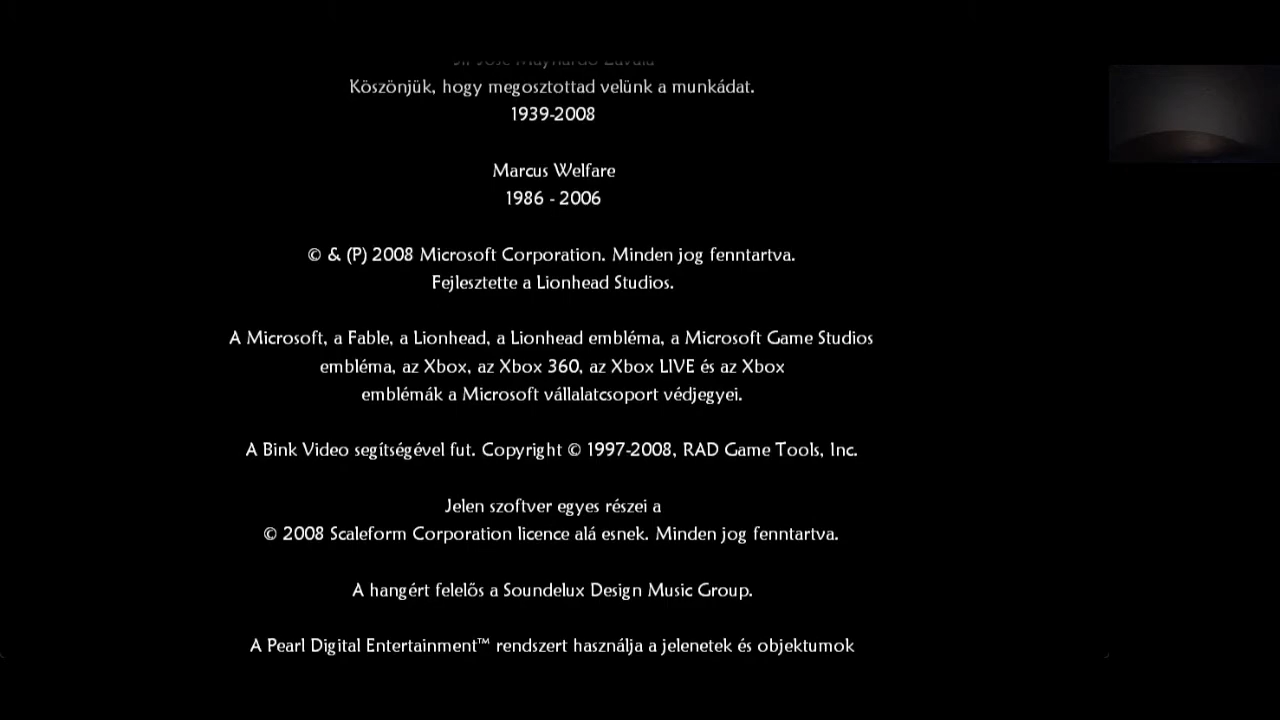 Köszönjük, hogy megosztottad velünk a munkádat.
1939-2008
Marcus Welfare
1986 - 2006
© & (P) 2008 Microsoft Corporation. Minden jog fenntartva.
Fejlesztette a Lionhead Studios.
A Microsoft, a Fable, a Lionhead, a Lionhead embléma, a Microsoft Game Studios
embléma, az Xbox, az Xbox 360, az Xbox LIVE és az Xbox
emblémák a Microsoft vállalatcsoport védjegyei.
A Bink Video segítségével fut. Copyright © 1997-2008, RAD Game Tools, Inc.
Jelen szoftver egyes részei a
© 2008 Scaleform Corporation licence alá esnek. Minden jog fenntartva.
A hangért felelős a Soundelux Design Music Group.
A Pearl Digital Entertainment™ rendszert használja a jelenetek és objektumok